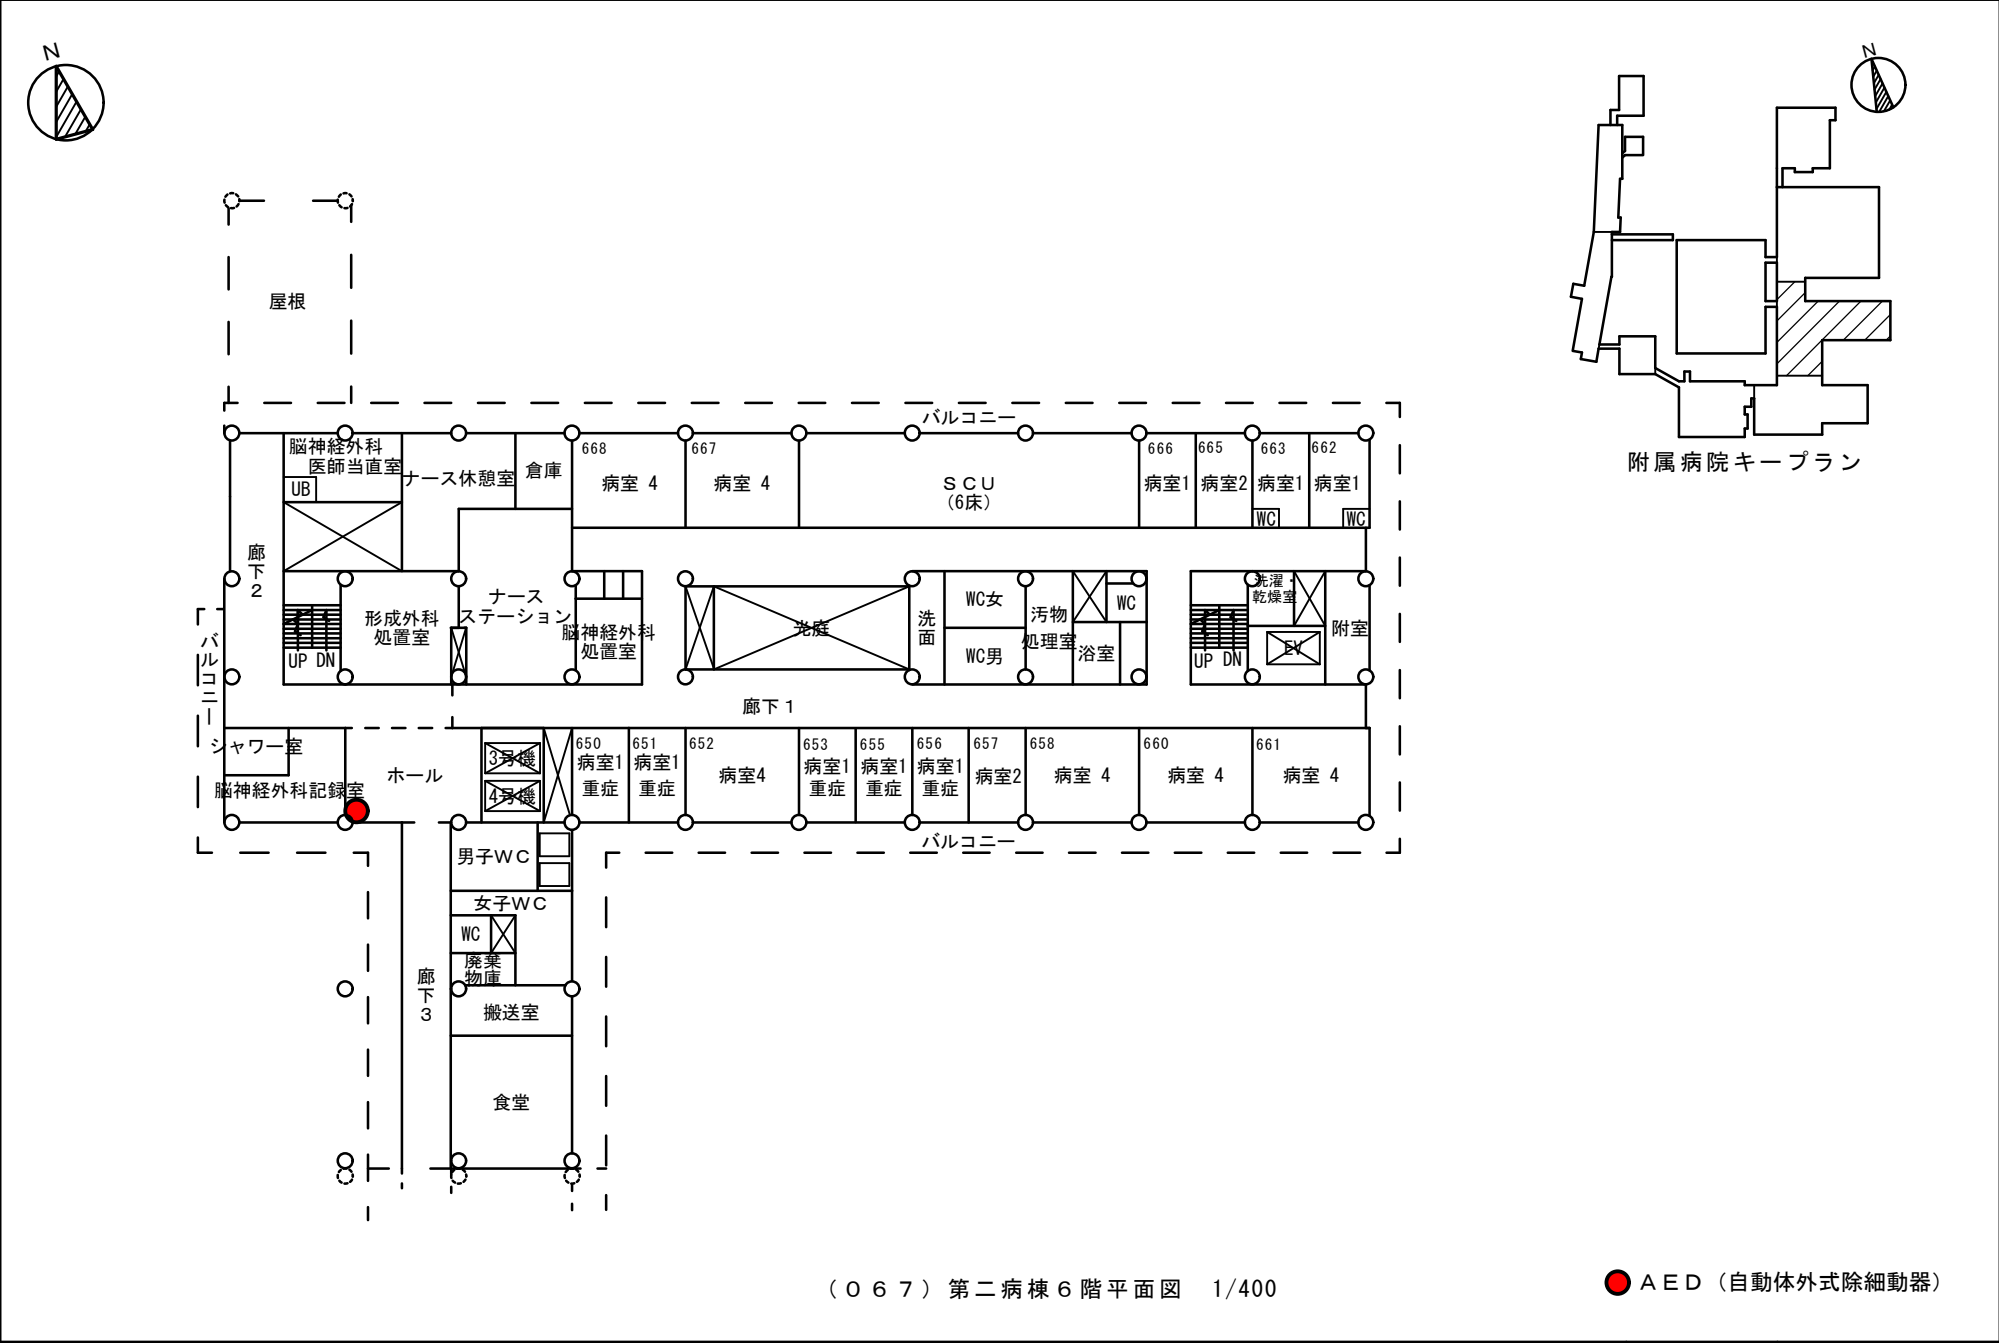 N
N
屋根
附属病院キープラン
バルコニー
脳神経外科
医師当直室
UB
ナース休憩室
倉庫
668
病室 4
667
病室 4
SCU
(6床)
666
病室1
665
病室2
663
病室1
WC
662
病室1
WC
廊下2
UP DN
形成外科
処置室
ナース
ステーション
脳神経外科
処置室
光庭
洗面
WC女
WC男
汚物
処理室
WC
浴室
UP DN
洗濯・
乾燥室
EV
附室
バルコニー
廊下1
シャワー室
脳神経外科記録室
ホール
3号機
4号機
650
病室1
重症
651
病室1
重症
652
病室4
653
病室1
重症
655
病室1
重症
656
病室1
重症
657
病室2
658
病室 4
660
病室 4
661
病室 4
バルコニー
男子WC
女子WC
WC
廃棄
物庫
廊下3
搬送室
食堂
(067)第二病棟6階平面図 1/400
AED(自動体外式除細動器)